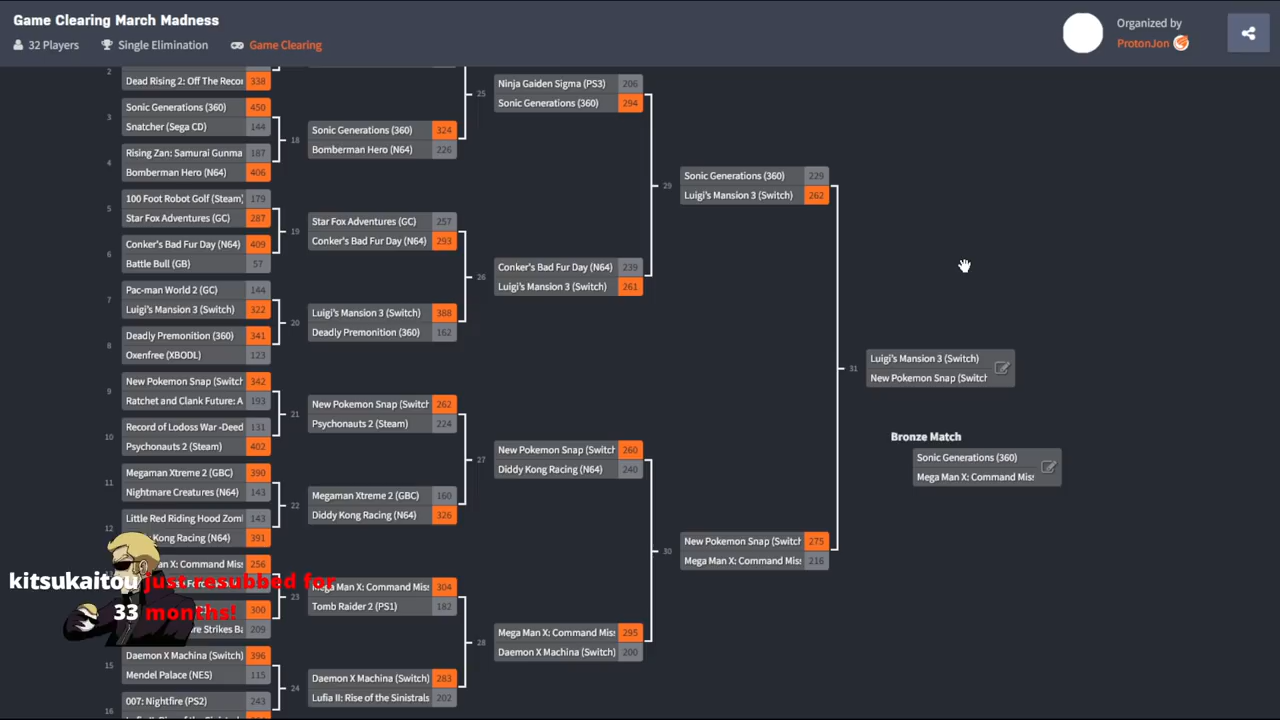 Game Clearing March Madness
32 Players Single Elimination Game Clearing
Organized by
ProtonJon
2
Dead Rising 2: Off The Recor 338
3
Sonic Generations (360) 450
Snatcher (Sega CD) 144
4
Rising Zan: Samurai Gunma 187
Bomberman Hero (N64) 406
5
100 Foot Robot Golf (Steam) 179
Star Fox Adventures (GC) 287
6
Conker's Bad Fur Day (N64) 409
Battle Bull (GB) 57
7
Pac-man World 2 (GC) 144
Luigi's Mansion 3 (Switch) 322
8
Deadly Premonition (360) 341
Oxenfree (XBODL) 123
9
New Pokemon Snap (Switch 342
Ratchet and Clank Future: A 193
10
Record of Lodoss War -Deed 131
Psychonauts 2 (Steam) 402
11
Megaman Xtreme 2 (GBC) 390
Nightmare Creatures (N64) 143
12
Little Red Riding Hood Zom 143
Kong Racing (N64) 391
X: Command Mis 256
300
re Strikes Ba 209
15
Daemon X Machina (Switch) 396
Mendel Palace (NES) 115
16
007: Nightfire (PS2) 243
18
Sonic Generations (360) 324
Bomberman Hero (N64) 226
19
Star Fox Adventures (GC) 257
Conker's Bad Fur Day (N64) 293
20
Luigi's Mansion 3 (Switch) 388
Deadly Premonition (360) 162
21
New Pokemon Snap (Switch 262
Psychonauts 2 (Steam) 224
22
Megaman Xtreme 2 (GBC) 160
Diddy Kong Racing (N64) 326
23
Mega Man X: Command Mis 304
Tomb Raider 2 (PS1) 182
24
Daemon X Machina (Switch) 283
Lufia II: Rise of the Sinistrals 202
25
Ninja Gaiden Sigma (PS3) 206
Sonic Generations (360) 294
26
Conker's Bad Fur Day (N64) 239
Luigi's Mansion 3 (Switch) 261
27
New Pokemon Snap (Switch 260
Diddy Kong Racing (N64) 240
28
Mega Man X: Command Mis 295
Daemon X Machina (Switch) 200
29
Sonic Generations (360) 229
Luigi's Mansion 3 (Switch) 262
30
New Pokemon Snap (Switch 275
Mega Man X: Command Mis 216
31
Luigi's Mansion 3 (Switch)
New Pokemon Snap (Switch
Bronze Match
Sonic Generations (360)
Mega Man X: Command Mis
kitsukaitou just resubbed for
33 months!